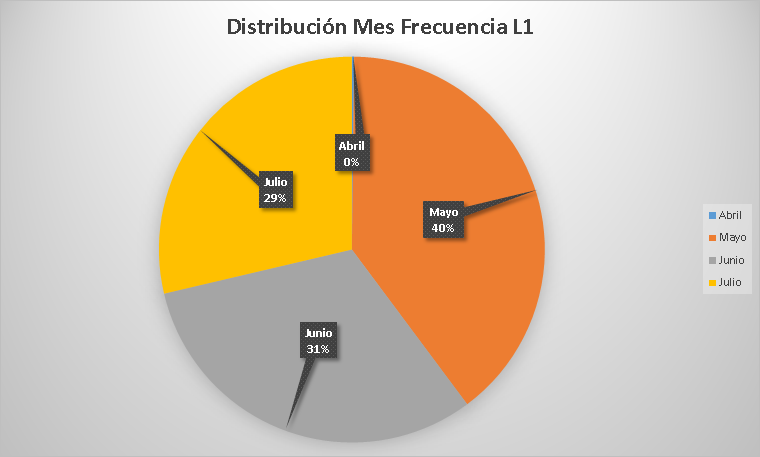 Distribución Mes Frecuencia L1
Abril
0%
Julio
29%
Mayo
40%
Junio
31%
Abril
Mayo
Junio
Julio